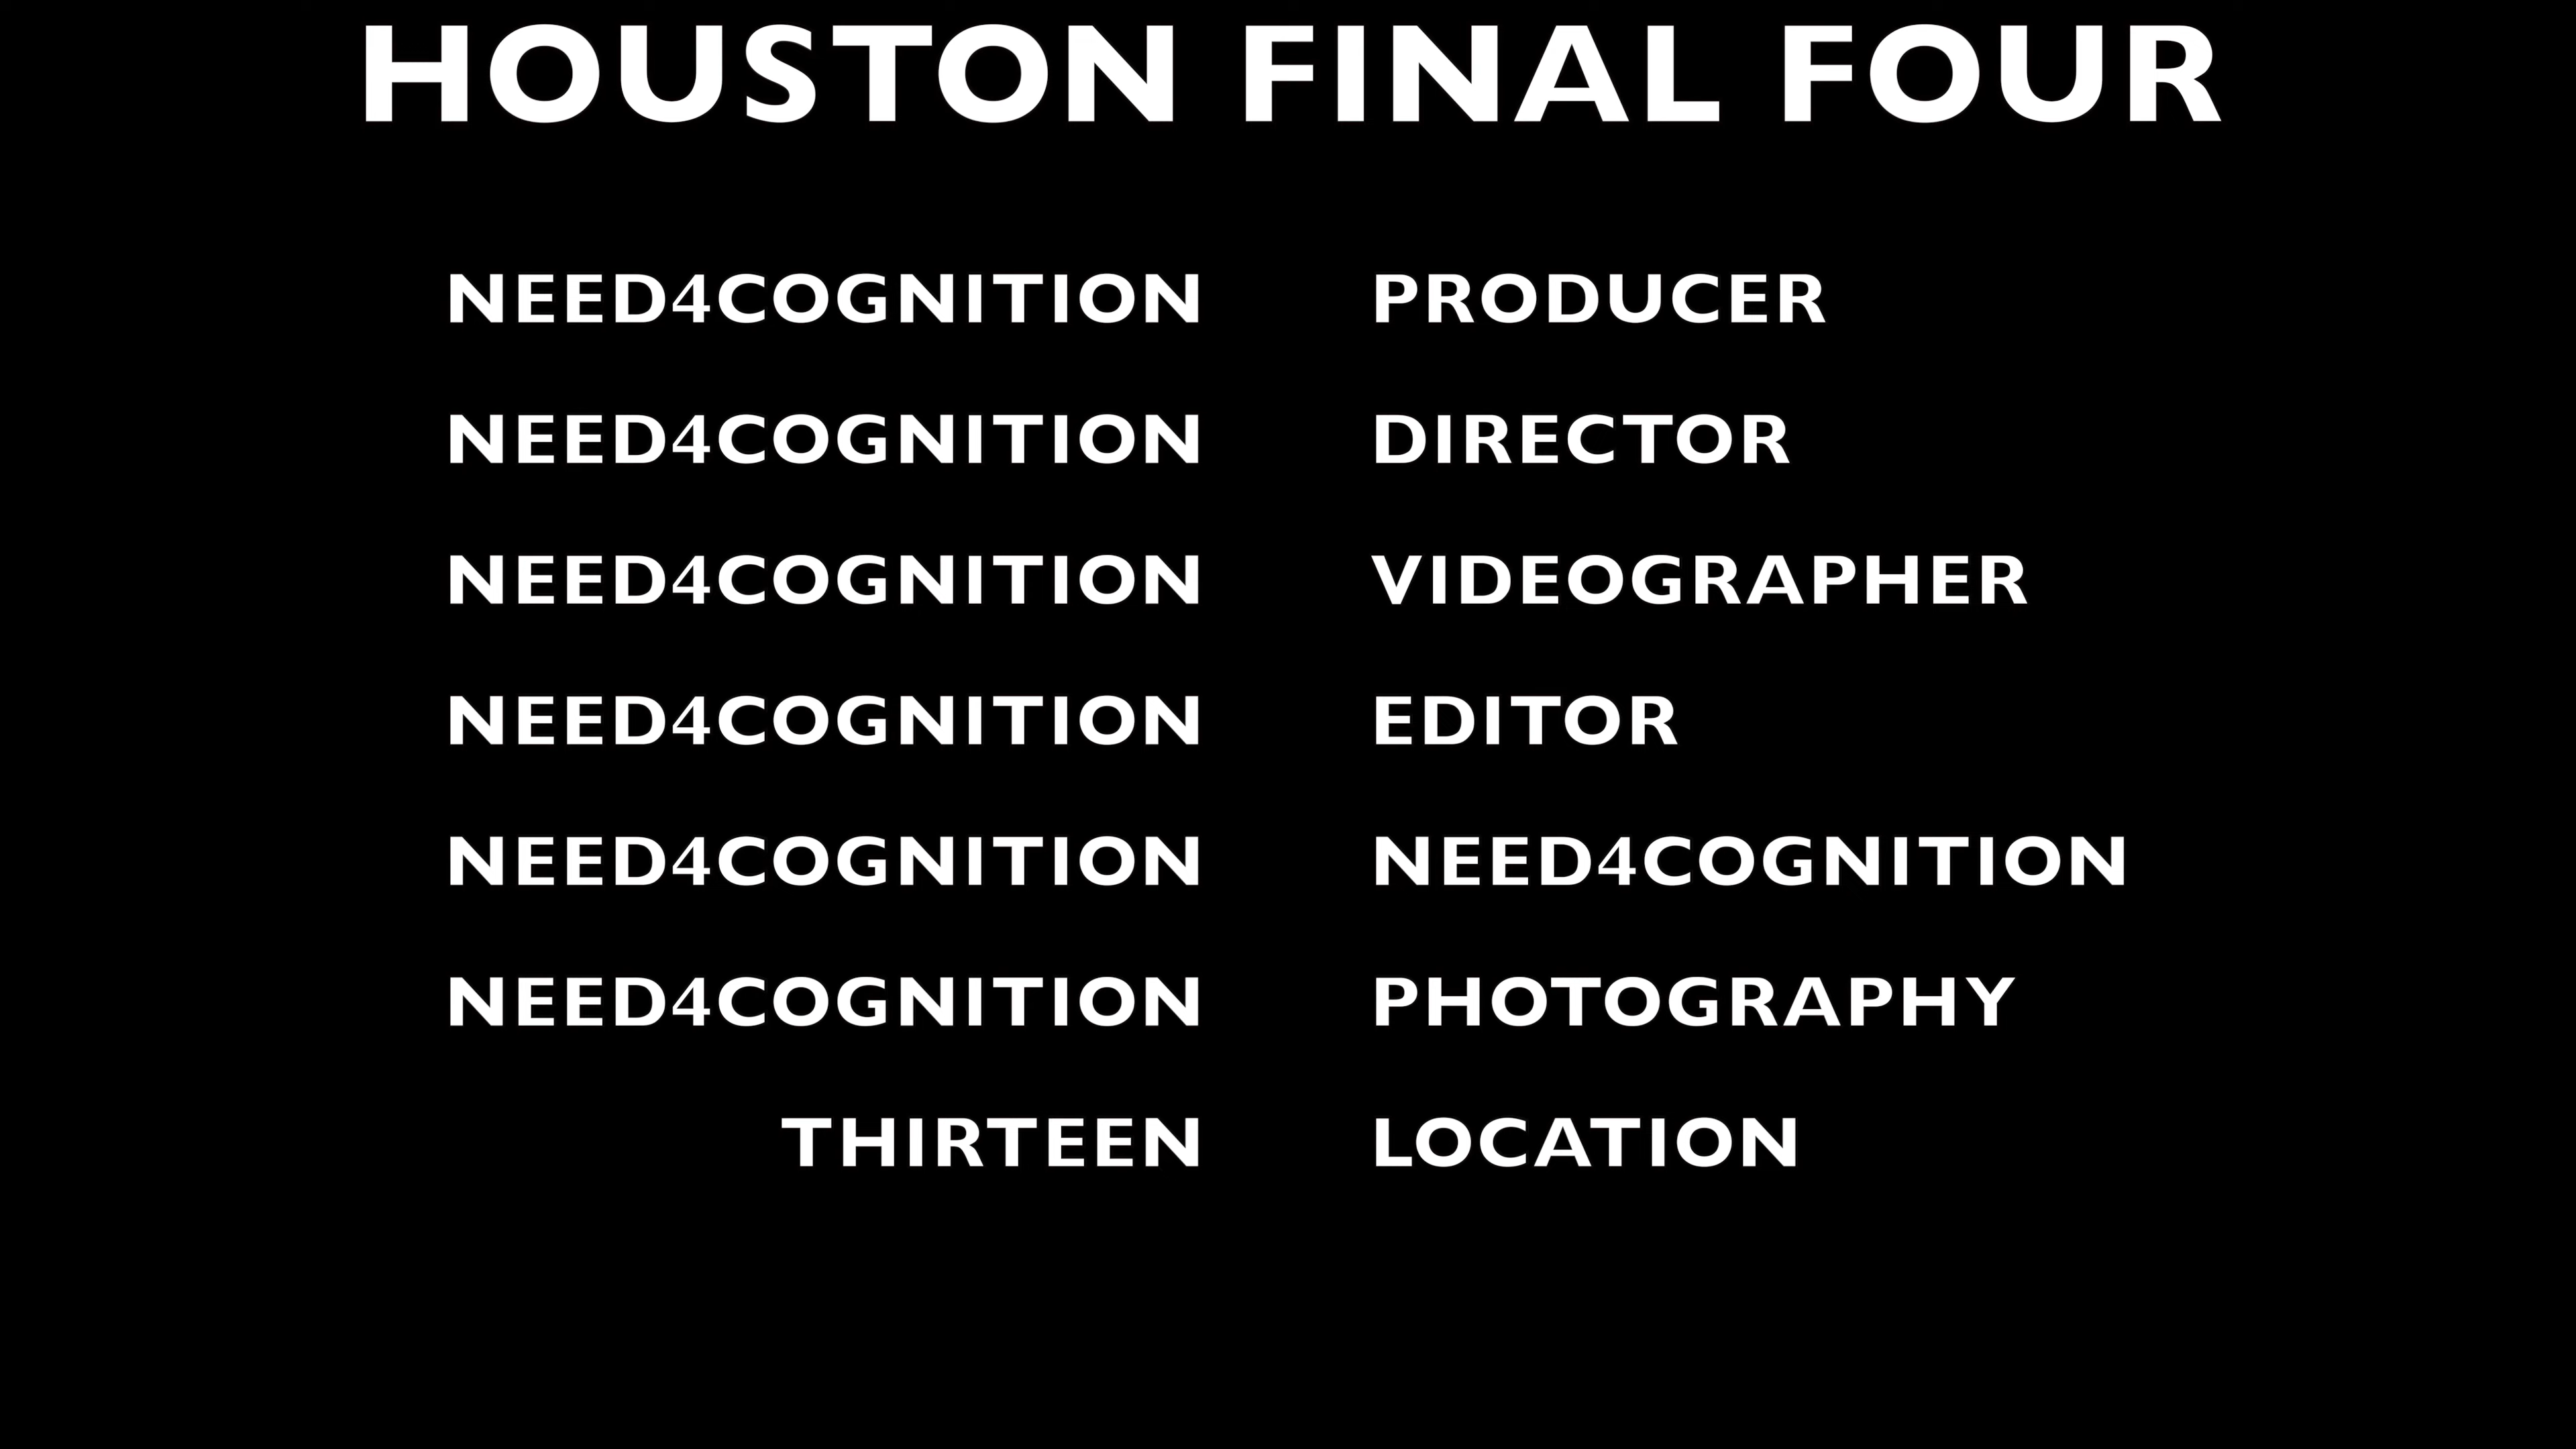 HOUSTON FINAL FOUR
NEED4COGNITION PRODUCER
NEED4COGNITION DIRECTOR
NEED4COGNITION VIDEOGRAPHER
NEED4COGNITION EDITOR
NEED4COGNITION NEED4COGNITION
NEED4COGNITION PHOTOGRAPHY
THIRTEEN LOCATION